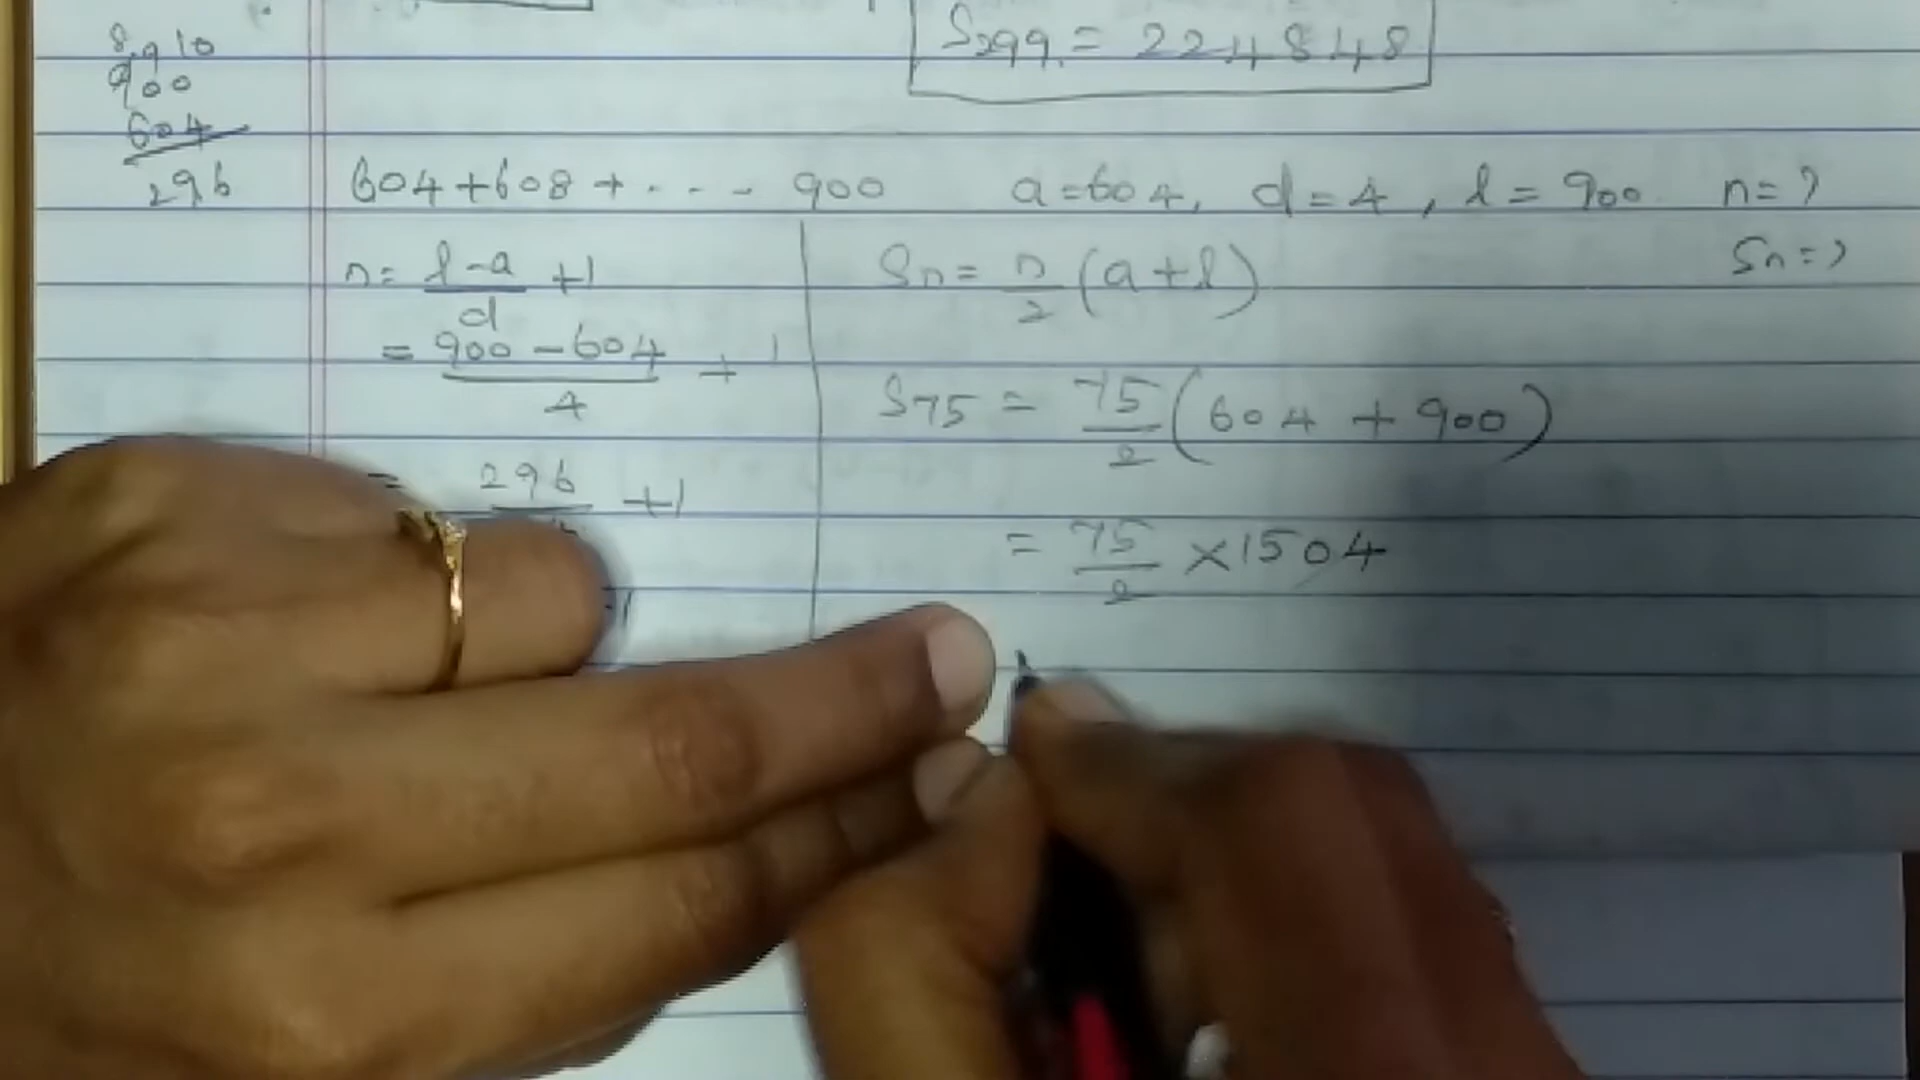 S299 = 224848
8 9 10
900
604
296
604+608+ . - - - 900 a=604, d=4, l=900 n=?
Sn=?
n= l-a/d +1
= 900-604/4 + 1
= 296/ +1
Sn= n/2 (a+l)
S75 = 75/2 (604 + 900)
= 75/2 ×1504